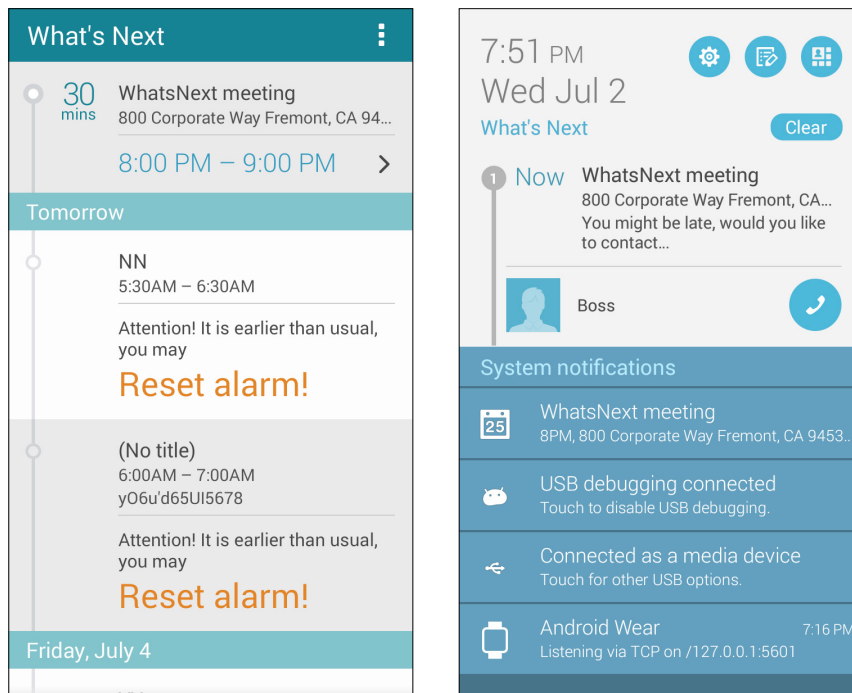 What's Next
30
mins
WhatsNext meeting
800 Corporate Way Fremont, CA 94...
8:00 PM – 9:00 PM
Tomorrow
NN
5:30AM – 6:30AM
Attention! It is earlier than usual,
you may
Reset alarm!
(No title)
6:00AM – 7:00AM
yO6u'd65UI5678
Attention! It is earlier than usual,
you may
Reset alarm!
Friday, July 4
7:51 PM
Wed Jul 2
What's Next
Clear
1
Now
WhatsNext meeting
800 Corporate Way Fremont, CA...
You might be late, would you like
to contact...
Boss
System notifications
25
WhatsNext meeting
8PM, 800 Corporate Way Fremont, CA 9453..
USB debugging connected
Touch to disable USB debugging.
Connected as a media device
Touch for other USB options.
Android Wear
7:16 PM
Listening via TCP on /127.0.0.1:5601